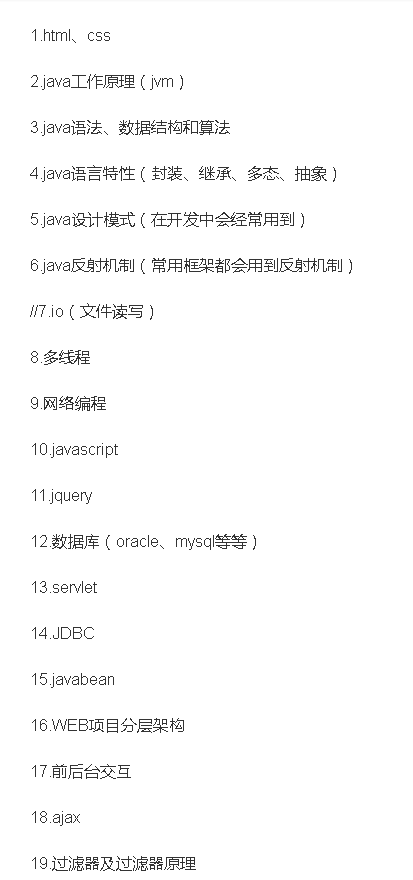 1.html、css
2.java工作原理（jvm）
3.java语法、数据结构和算法
4.java语言特性（封装、继承、多态、抽象）
5.java设计模式（在开发中会经常用到）
6.java反射机制（常用框架都会用到反射机制）
//7.io（文件读写）
8.多线程
9.网络编程
10.javascript
11.jquery
12.数据库（oracle、mysql等等）
13.servlet
14.JDBC
15.javabean
16.WEB项目分层架构
17.前后台交互
18.ajax
19.过滤器及过滤器原理